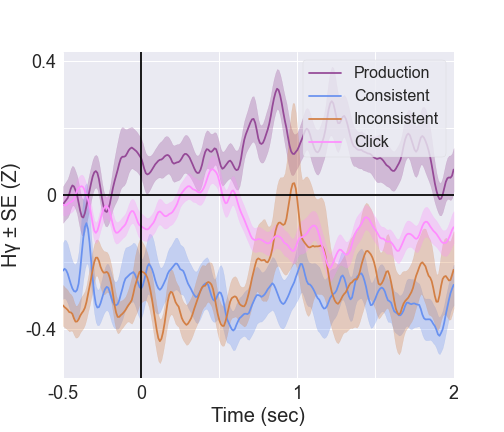 Production
Consistent
Inconsistent
Click
0.4
0
-0.4
Hγ ± SE (Z)
-0.5
0
1
2
Time (sec)